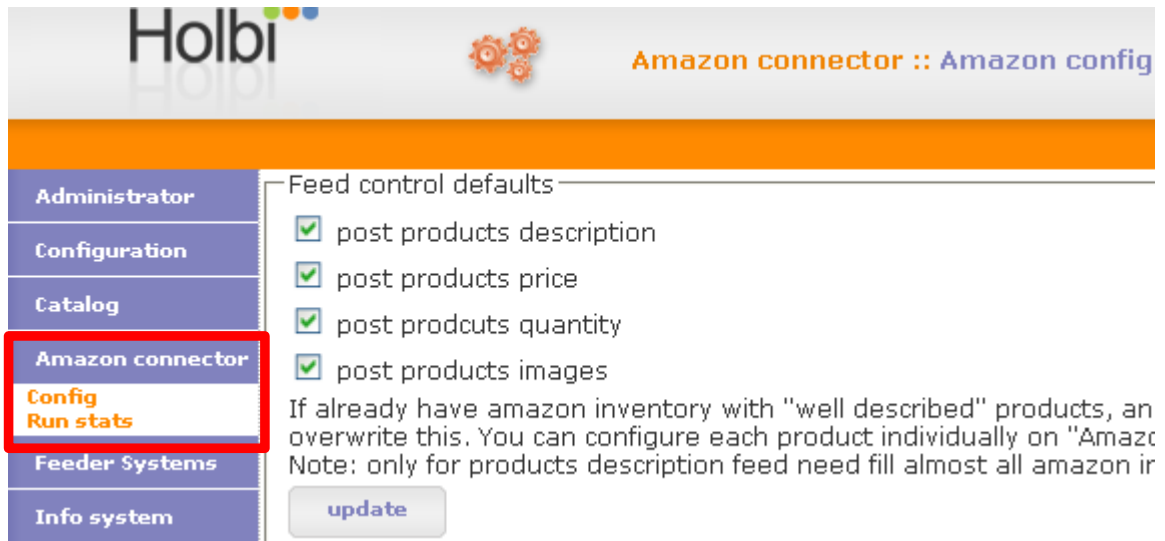 Holbi
Amazon connector :: Amazon config
Administrator
Configuration
Catalog
Amazon connector
Config
Run stats
Feeder Systems
Info system
Feed control defaults
post products description
post products price
post prodcuts quantity
post products images
If already have amazon inventory with "well described" products, an
overwrite this. You can configure each product individually on "Amazo
Note: only for products description feed need fill almost all amazon in
update